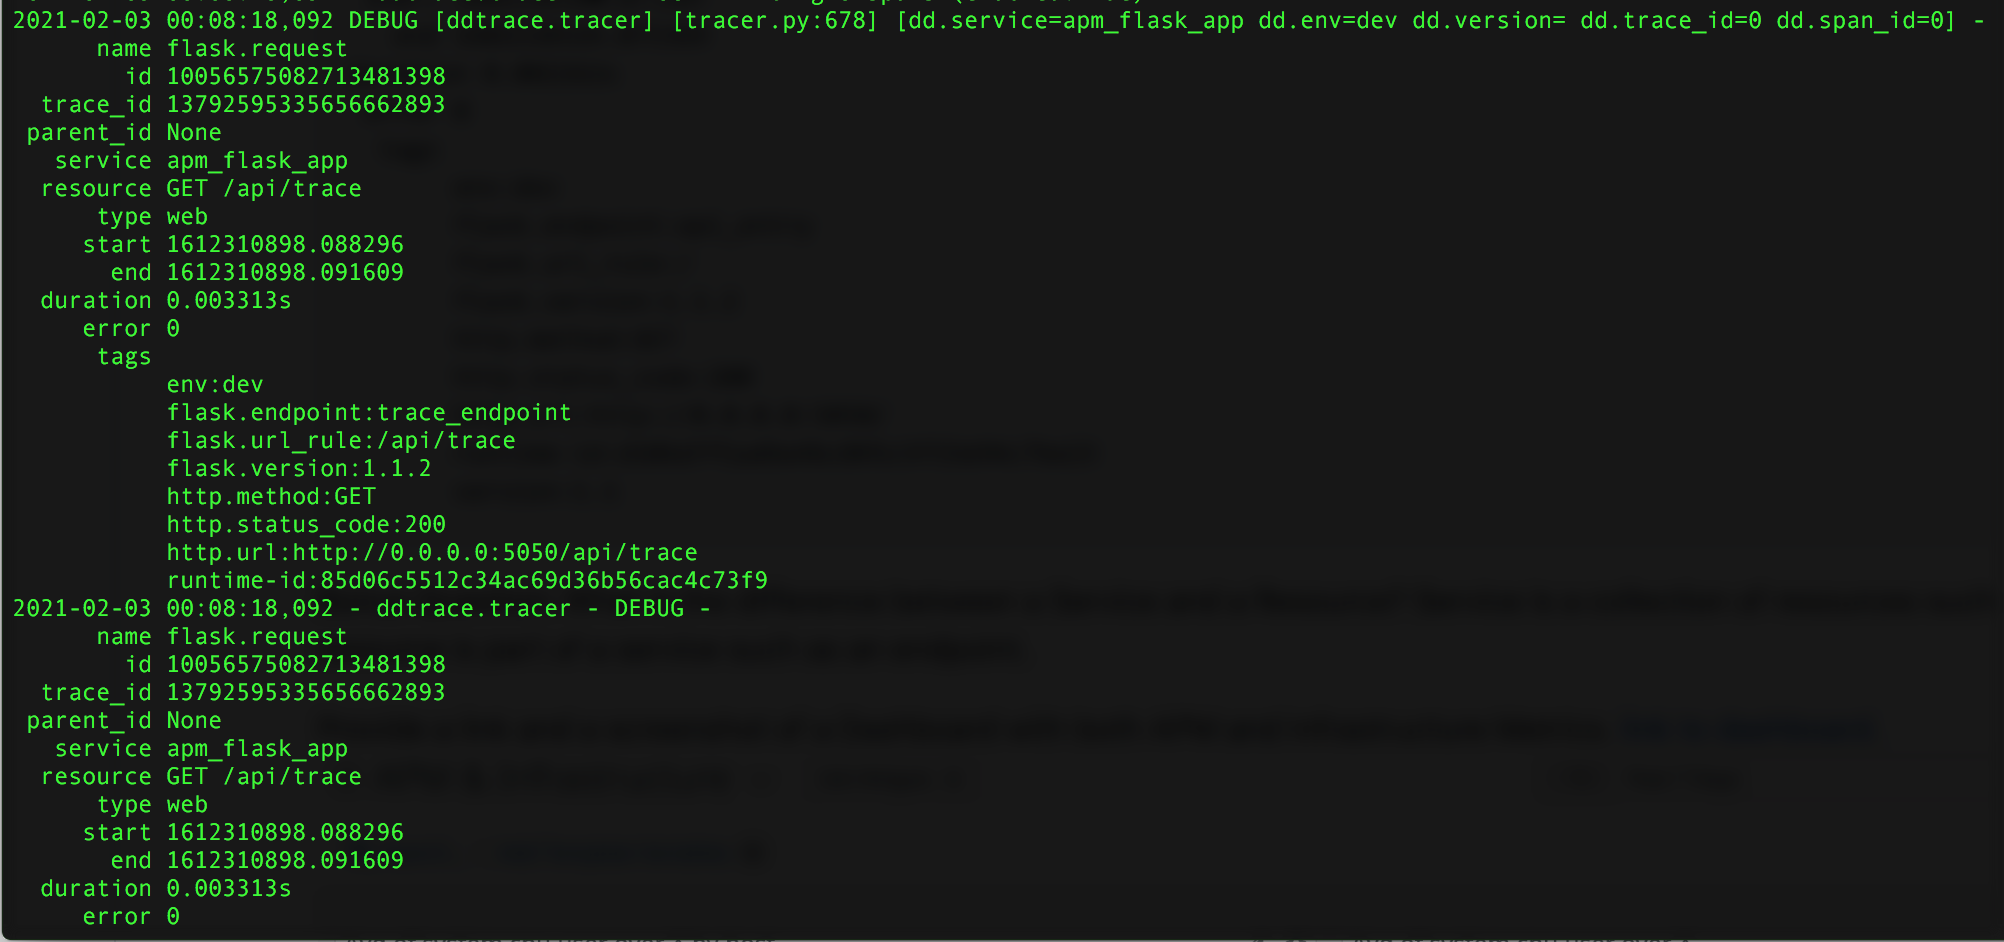 2021-02-03 00:08:18,092 DEBUG [ddtrace.tracer] [tracer.py:678] [dd.service=apm_flask_app dd.env=dev dd.version= dd.trace_id=0 dd.span_id=0] -
name flask.request
id 10056575082713481398
trace_id 13792595335656662893
parent_id None
service apm_flask_app
resource GET /api/trace
type web
start 1612310898.088296
end 1612310898.091609
duration 0.003313s
error 0
tags
env:dev
flask.endpoint:trace_endpoint
flask.url_rule:/api/trace
flask.version:1.1.2
http.method:GET
http.status_code:200
http.url:http://0.0.0.0:5050/api/trace
runtime-id:85d06c5512c34ac69d36b56cac4c73f9
2021-02-03 00:08:18,092 - ddtrace.tracer - DEBUG -
name flask.request
id 10056575082713481398
trace_id 13792595335656662893
parent_id None
service apm_flask_app
resource GET /api/trace
type web
start 1612310898.088296
end 1612310898.091609
duration 0.003313s
error 0